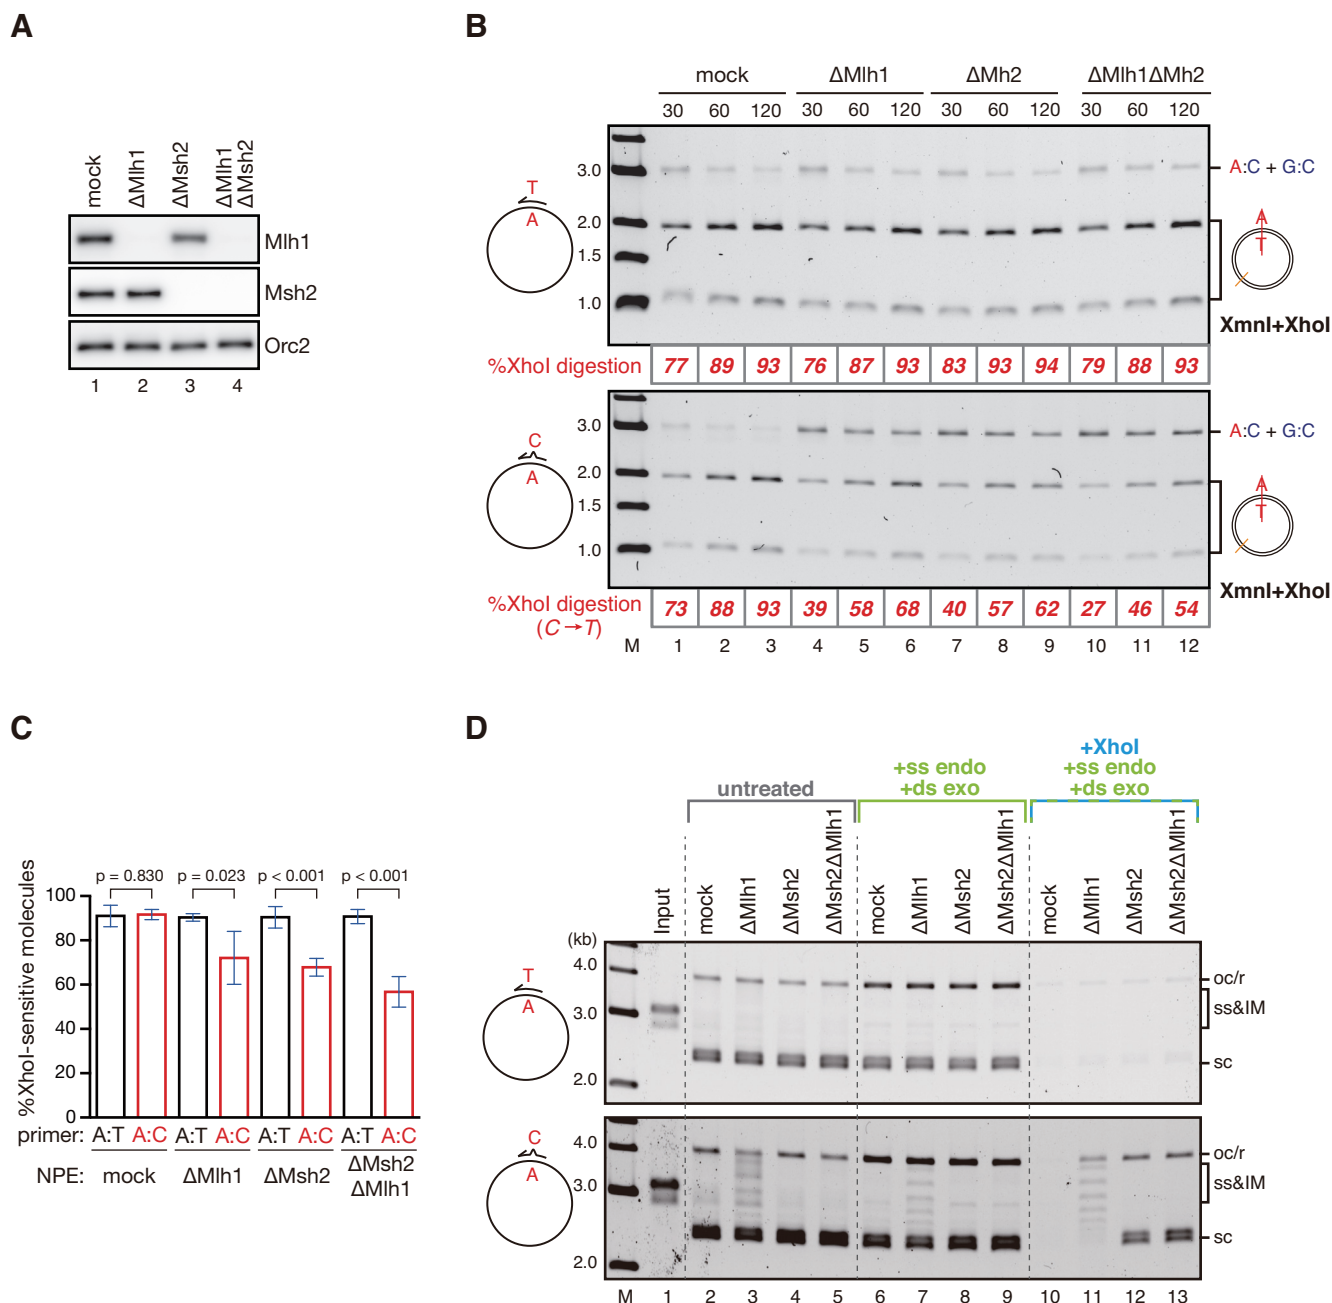 A
mock
ΔMlh1
ΔMsh2
ΔMlh1
ΔMsh2
Mlh1
Msh2
Orc2
1 2 3 4
B
mock ΔMlh1 ΔMh2 ΔMlh1ΔMh2
30 60 120 30 60 120 30 60 120 30 60 120
T
A
3.0
2.0
1.5
1.0
A:C + G:C
A
T
XmnI+XhoI
%XhoI digestion 77 89 93 76 87 93 83 93 94 79 88 93
C
A
3.0
2.0
1.5
1.0
A:C + G:C
A
T
XmnI+XhoI
%XhoI digestion 73 88 93 39 58 68 40 57 62 27 46 54
(C→T)
M 1 2 3 4 5 6 7 8 9 10 11 12
C
%XhoI-sensitive molecules
100
80
60
40
20
0
p = 0.830 p = 0.023 p < 0.001 p < 0.001
primer: A:T A:C A:T A:C A:T A:C A:T A:C
NPE: mock ΔMlh1 ΔMsh2 ΔMsh2
ΔMlh1
D
untreated
+ss endo
+ds exo
+XhoI
+ss endo
+ds exo
Input
mock
ΔMlh1
ΔMsh2
ΔMsh2ΔMlh1
mock
ΔMlh1
ΔMsh2
ΔMsh2ΔMlh1
mock
ΔMlh1
ΔMsh2
ΔMsh2ΔMlh1
(kb)
T
A
4.0
3.0
2.0
oc/r
ss&IM
sc
C
A
4.0
3.0
2.0
oc/r
ss&IM
sc
M 1 2 3 4 5 6 7 8 9 10 11 12 13